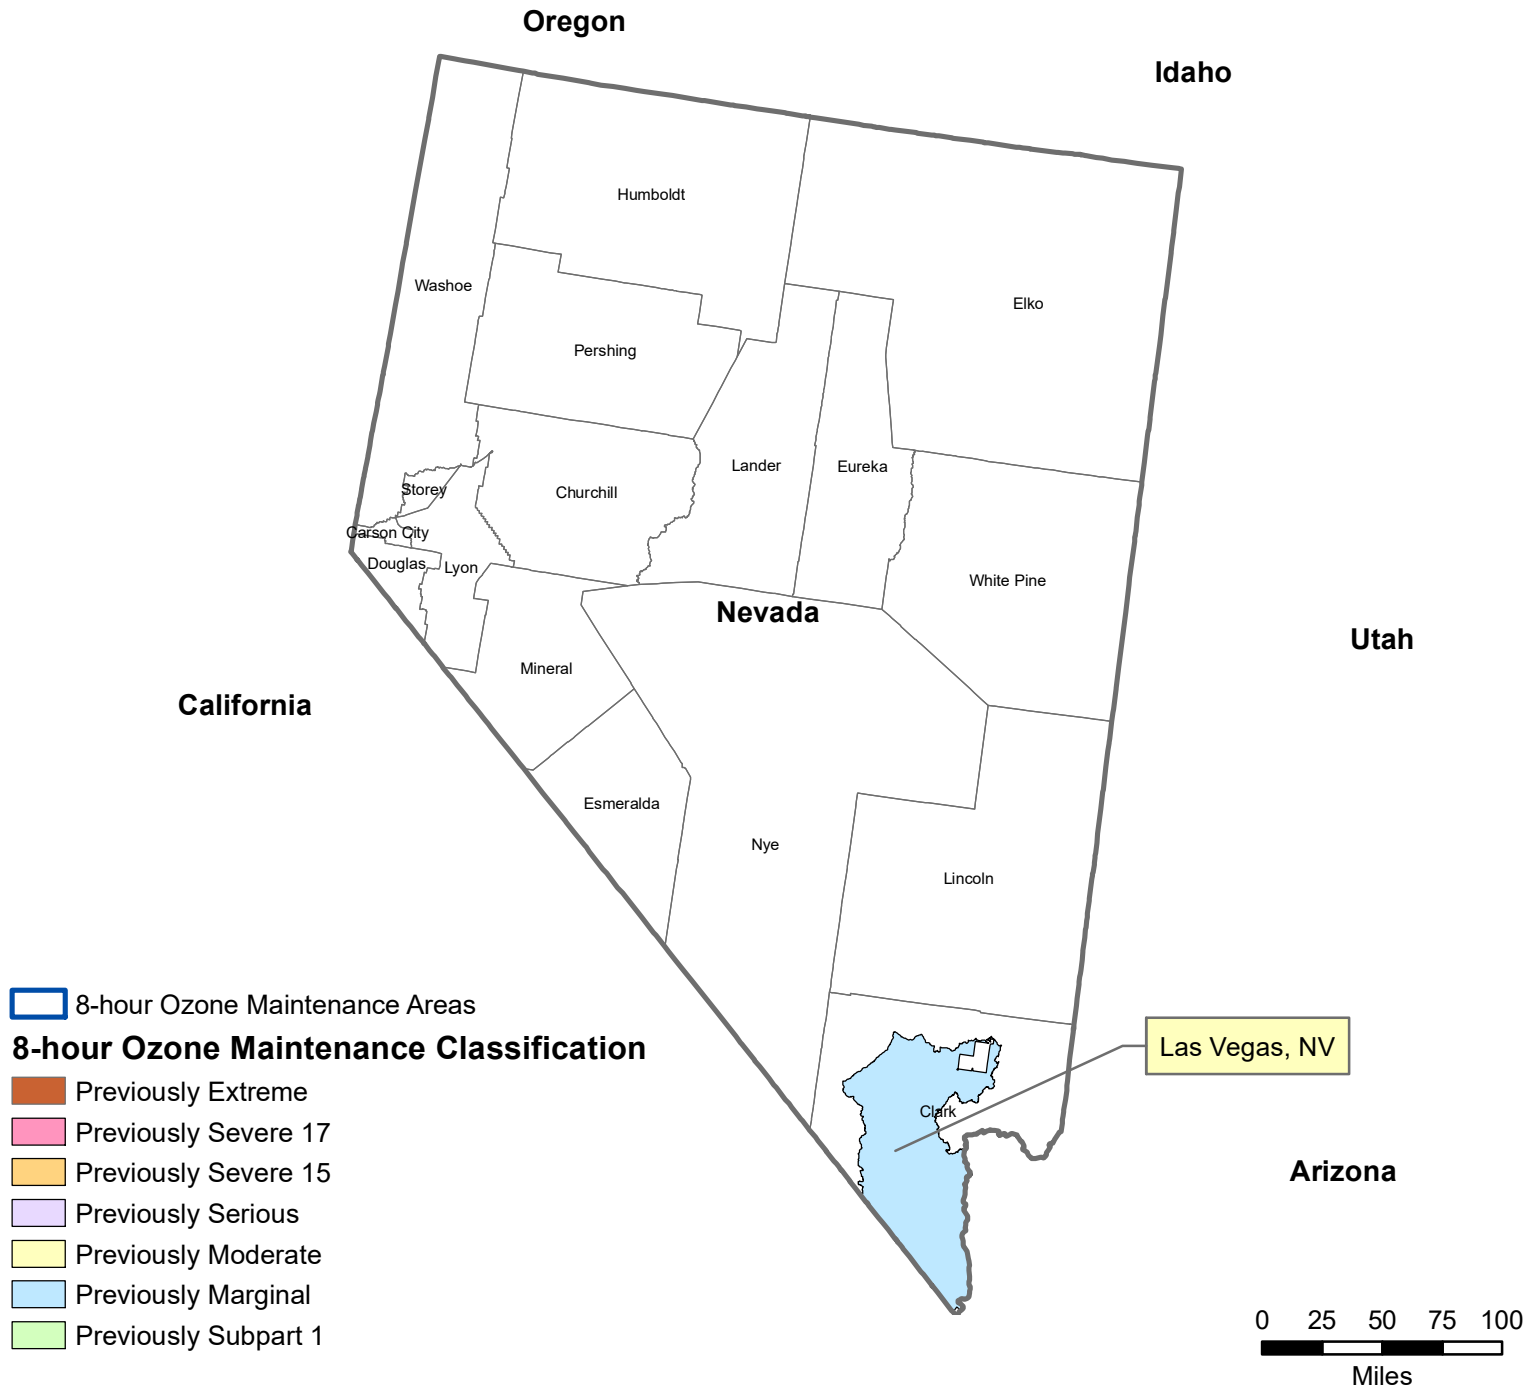 Oregon
Idaho
Humboldt
Washoe
Elko
Pershing
Lander
Eureka
Storey
Churchill
Carson City
Douglas
Lyon
White Pine
Nevada
Utah
Mineral
California
Esmeralda
Nye
Lincoln
8-hour Ozone Maintenance Areas
8-hour Ozone Maintenance Classification
Previously Extreme
Previously Severe 17
Previously Severe 15
Previously Serious
Previously Moderate
Previously Marginal
Previously Subpart 1
Las Vegas, NV
Clark
Arizona
0 25 50 75 100
Miles